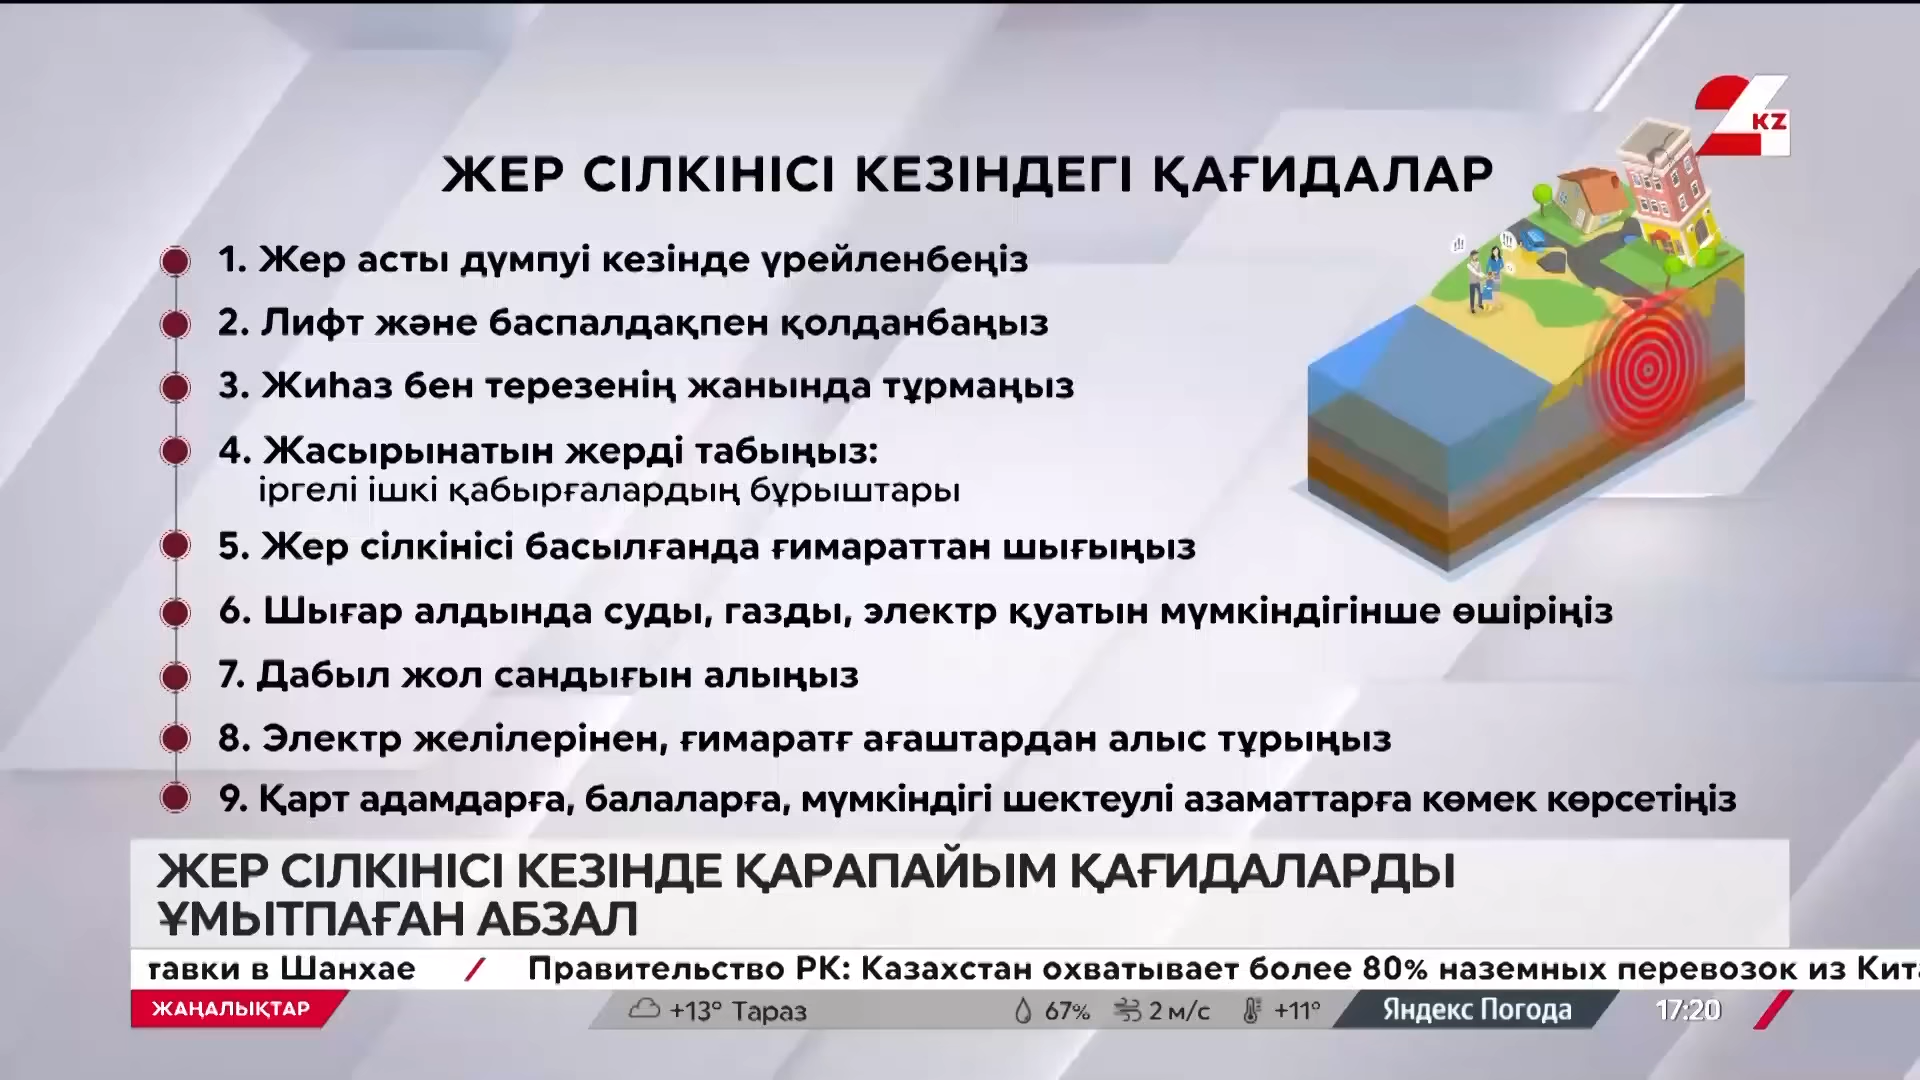 24 KZ
ЖЕР СІЛКІНІСІ КЕЗІНДЕГІ ҚАҒИДАЛАР
1. Жер асты дүмпуі кезінде үрейленбеңіз
2. Лифт және баспалдақпен қолданбаңыз
3. Жиһаз бен терезенің жанында тұрмаңыз
4. Жасырынатын жерді табыңыз:
іргелі ішкі қабырғалардың бұрыштары
5. Жер сілкінісі басылғанда ғимараттан шығыңыз
6. Шығар алдында суды, газды, электр қуатын мүмкіндігінше өшіріңіз
7. Дабыл жол сандығын алыңыз
8. Электр желілерінен, ғимаратғ ағаштардан алыс тұрыңыз
9. Қарт адамдарға, балаларға, мүмкіндігі шектеулі азаматтарға көмек көрсетіңіз
ЖЕР СІЛКІНІСІ КЕЗІНДЕ ҚАРАПАЙЫМ ҚАҒИДАЛАРДЫ
ҰМЫТПАҒАН АБЗАЛ
тавки в Шанхае / Правительство РК: Казахстан охватывает более 80% наземных перевозок из Кита
ЖАҢАЛЫҚТАР +13° Тараз 67% 2 м/с +11° Яндекс Погода 17:20